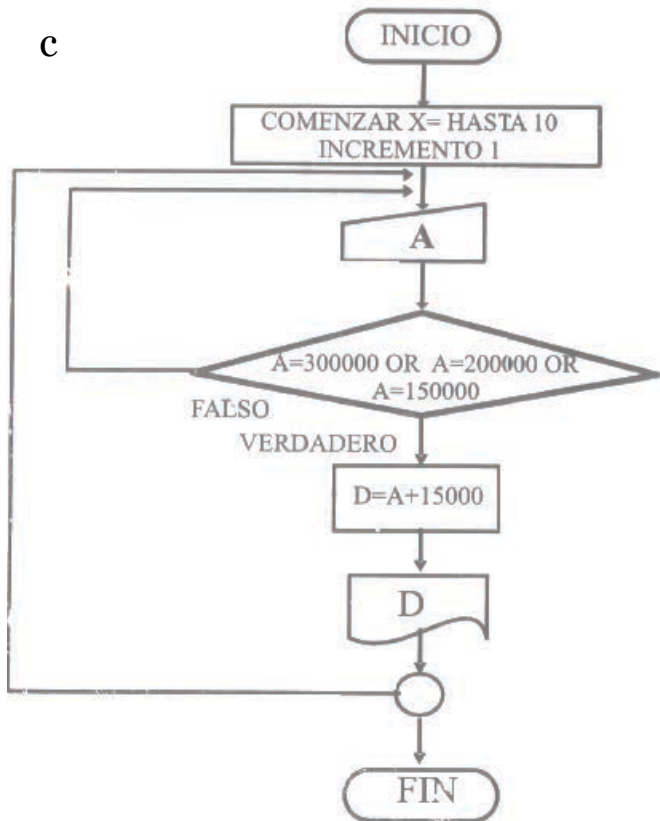 c
INICIO
COMENZAR X= HASTA 10
INCREMENTO 1
A
A=300000 OR A=200000 OR
A=150000
FALSO
VERDADERO
D=A+15000
D
FIN